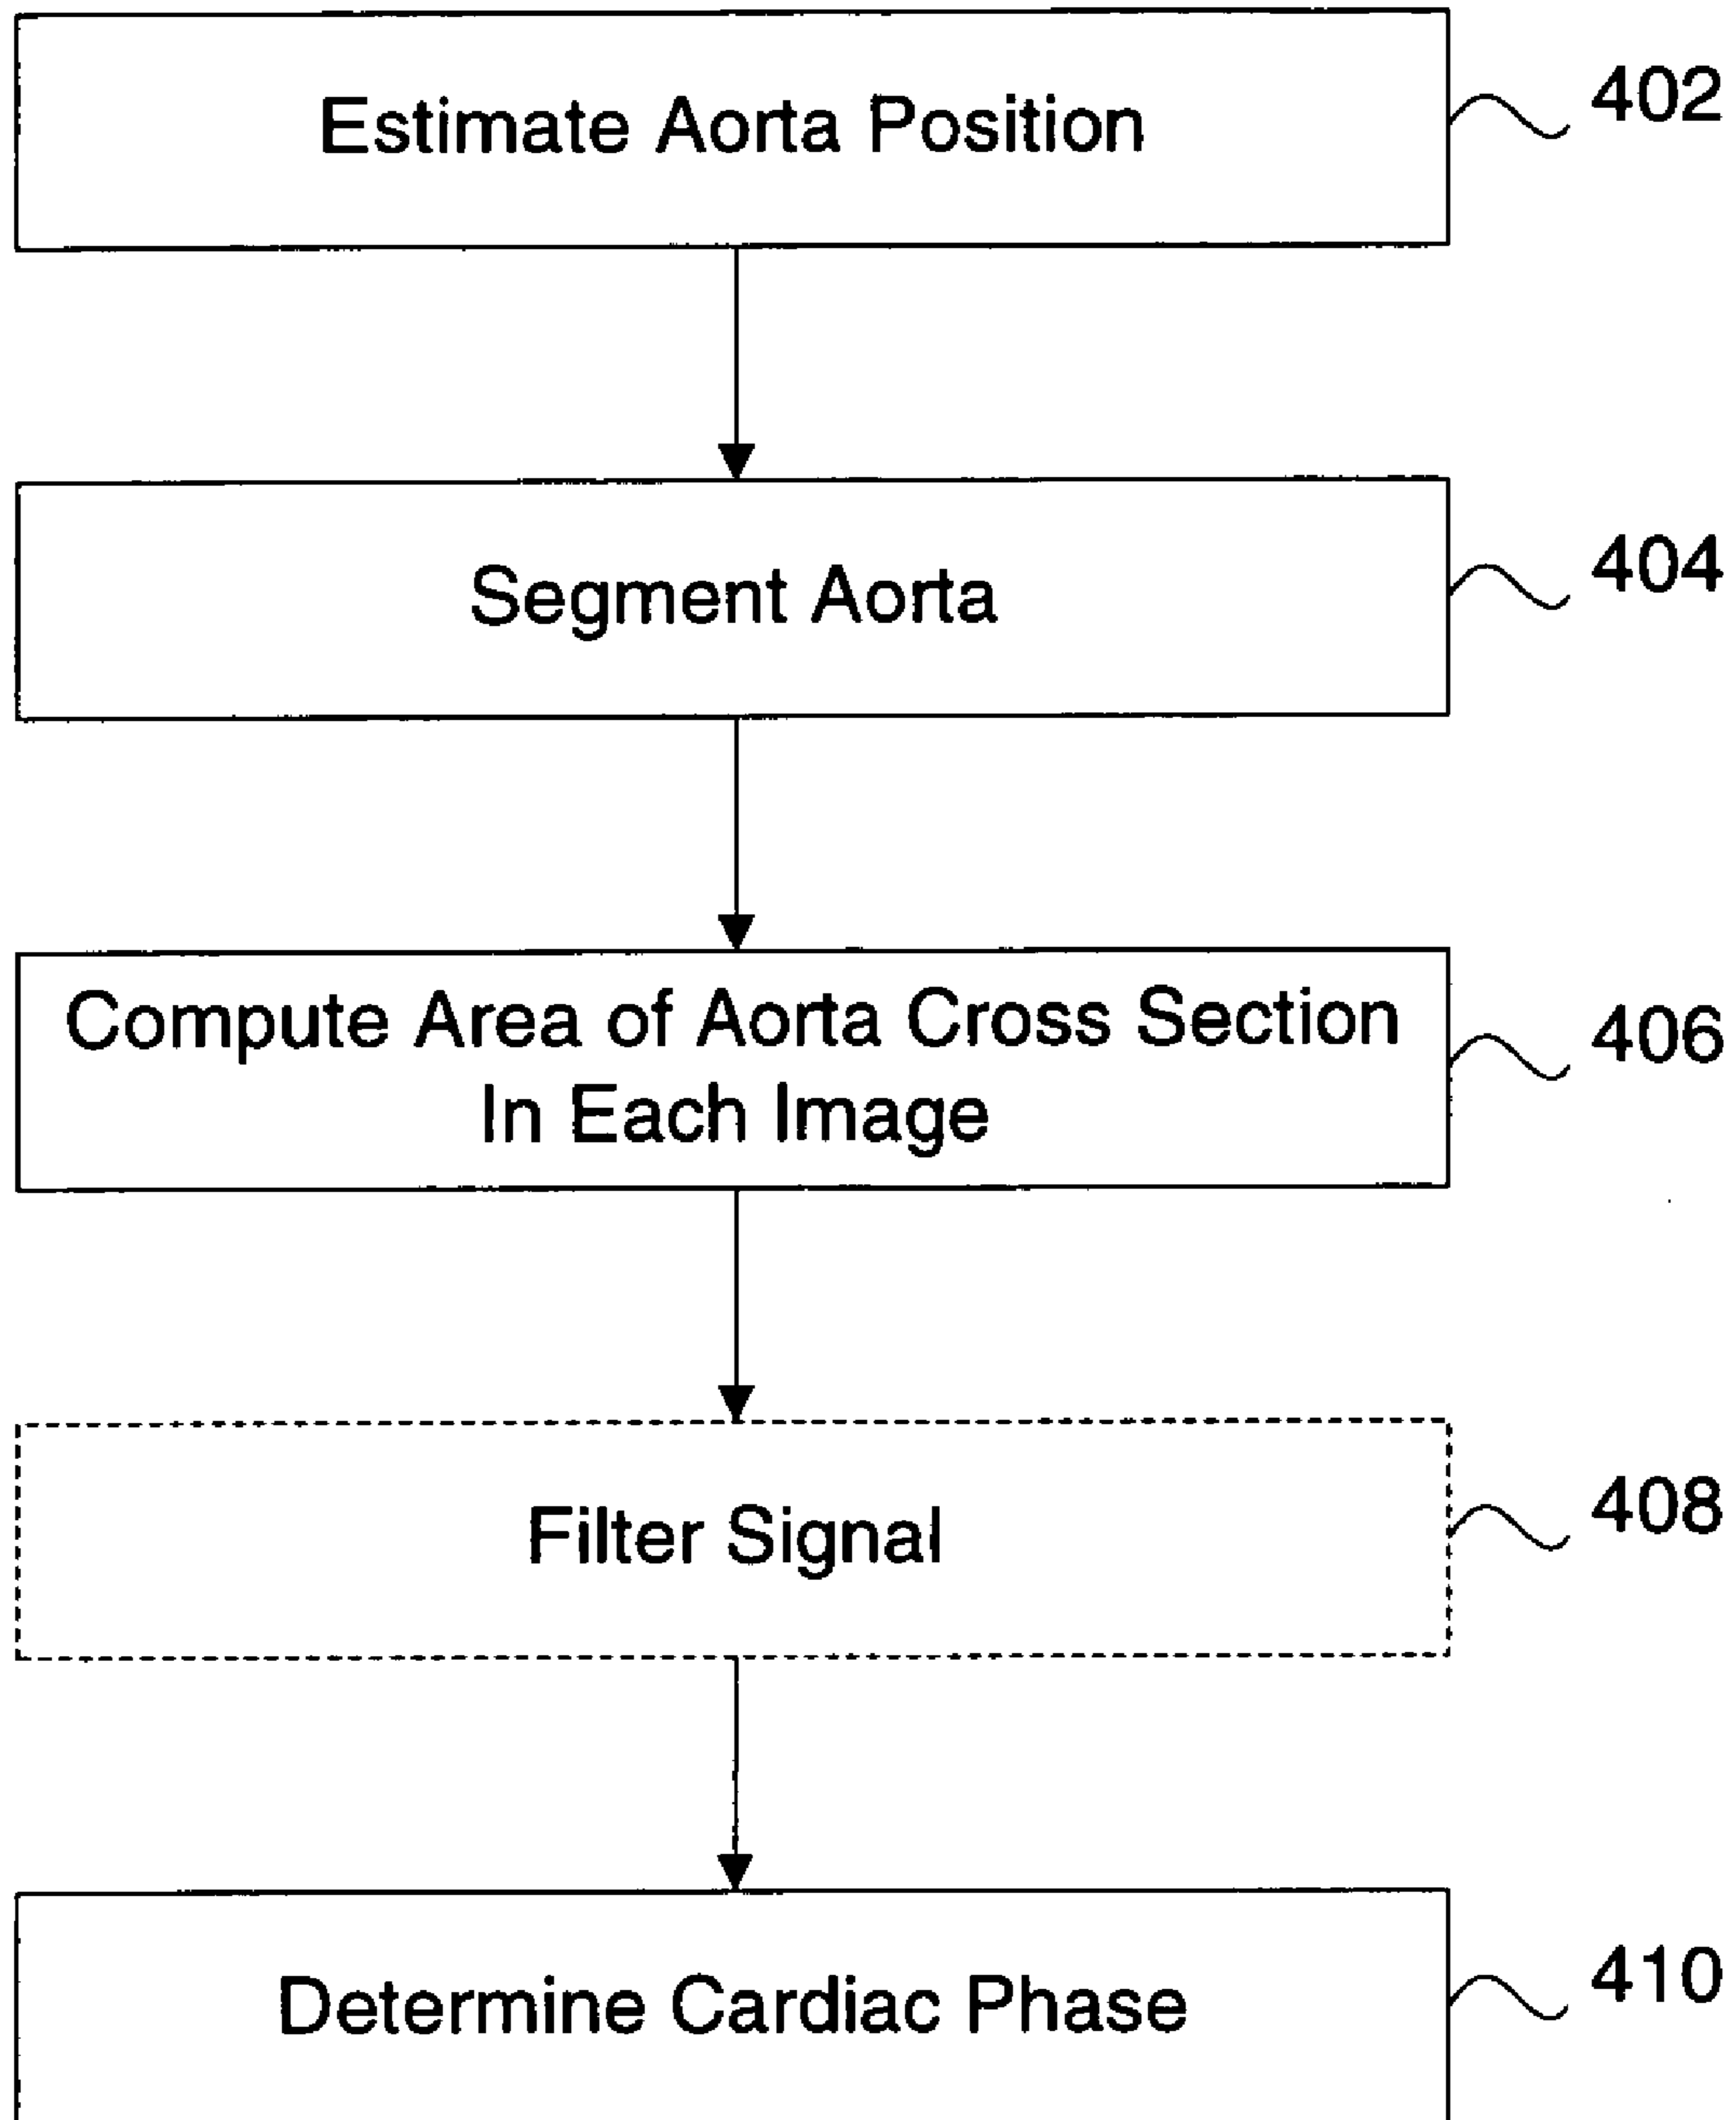 Estimate Aorta Position
402
Segment Aorta
404
Compute Area of Aorta Cross Section
In Each Image
406
Filter Signal
408
Determine Cardiac Phase
410